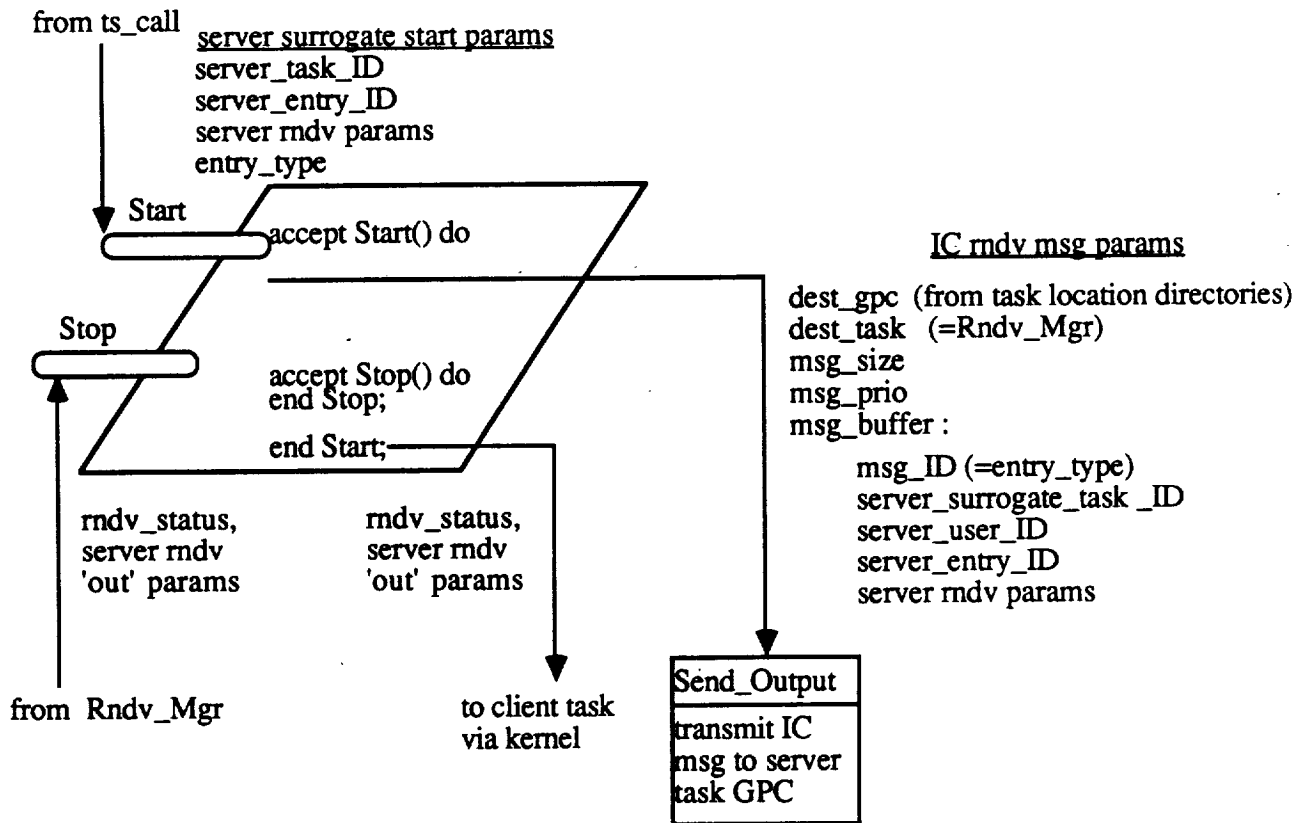 from ts_call
server surrogate start params
server_task_ID
server_entry_ID
server rndv params
entry_type
Start
accept Start() do
Stop
accept Stop() do
end Stop;
end Start;
rndv_status,
server rndv
'out' params
rndv_status,
server rndv
'out' params
from Rndv_Mgr
to client task
via kernel
IC rndv msg params
dest_gpc (from task location directories)
dest_task (=Rndv_Mgr)
msg_size
msg_prio
msg_buffer :
msg_ID (=entry_type)
server_surrogate_task _ID
server_user_ID
server_entry_ID
server rndv params
Send_Output
transmit IC
msg to server
task GPC